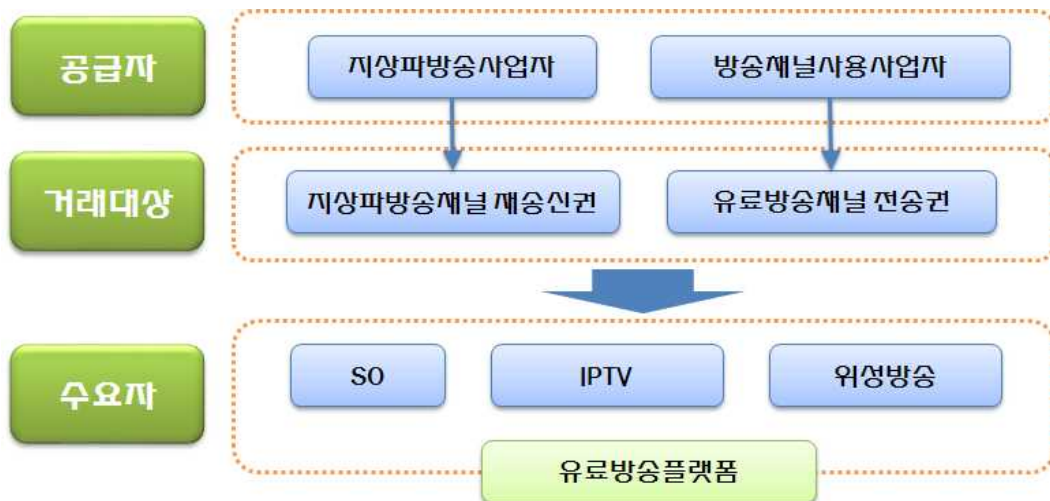 공급자
지상파방송사업자
방송채널사용사업자
거래대상
지상파방송채널 재송신권
유료방송채널 전송권
수요자
SO
IPTV
위성방송
유료방송플랫폼